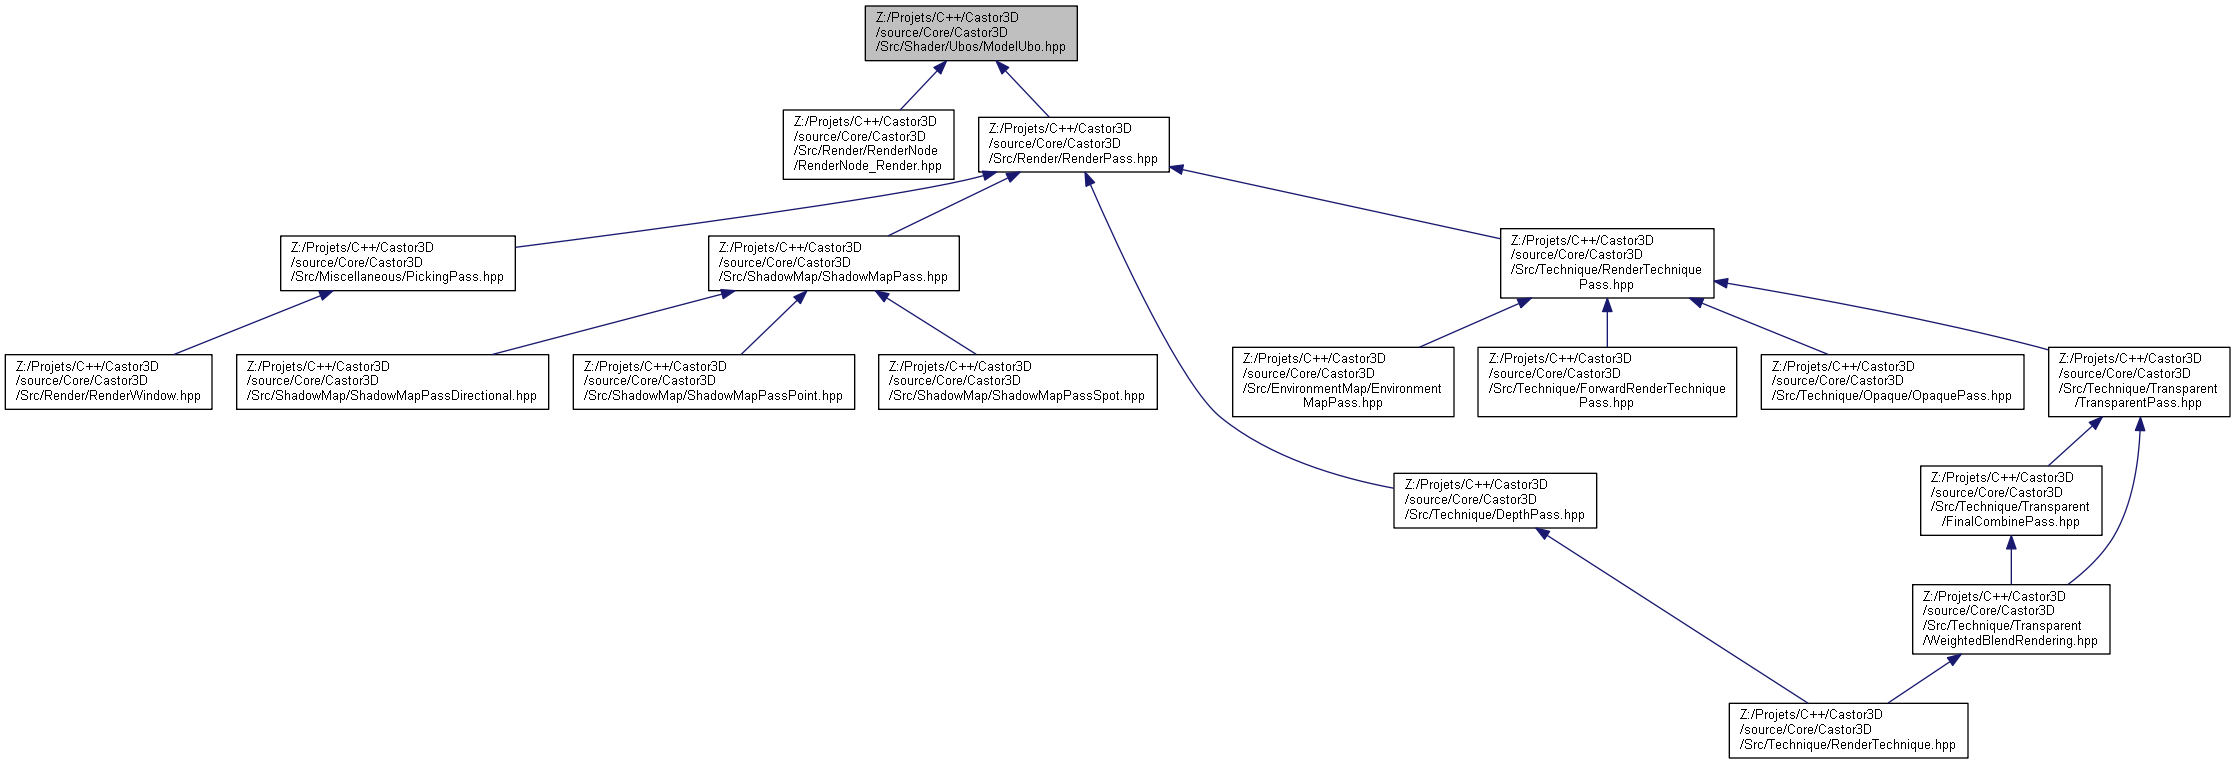 Z:/Projets/C++/Castor3D
/source/Core/Castor3D
/Src/Shader/Ubos/ModelUbo.hpp
Z:/Projets/C++/Castor3D
/source/Core/Castor3D
/Src/Render/RenderNode
/RenderNode_Render.hpp
Z:/Projets/C++/Castor3D
/source/Core/Castor3D
/Src/Render/RenderPass.hpp
Z:/Projets/C++/Castor3D
/source/Core/Castor3D
/Src/Miscellaneous/PickingPass.hpp
Z:/Projets/C++/Castor3D
/source/Core/Castor3D
/Src/ShadowMap/ShadowMapPass.hpp
Z:/Projets/C++/Castor3D
/source/Core/Castor3D
/Src/Technique/RenderTechnique
Pass.hpp
Z:/Projets/C++/Castor3D
/source/Core/Castor3D
/Src/Render/RenderWindow.hpp
Z:/Projets/C++/Castor3D
/source/Core/Castor3D
/Src/ShadowMap/ShadowMapPassDirectional.hpp
Z:/Projets/C++/Castor3D
/source/Core/Castor3D
/Src/ShadowMap/ShadowMapPassPoint.hpp
Z:/Projets/C++/Castor3D
/source/Core/Castor3D
/Src/ShadowMap/ShadowMapPassSpot.hpp
Z:/Projets/C++/Castor3D
/source/Core/Castor3D
/Src/EnvironmentMap/Environment
MapPass.hpp
Z:/Projets/C++/Castor3D
/source/Core/Castor3D
/Src/Technique/ForwardRenderTechnique
Pass.hpp
Z:/Projets/C++/Castor3D
/source/Core/Castor3D
/Src/Technique/Opaque/OpaquePass.hpp
Z:/Projets/C++/Castor3D
/source/Core/Castor3D
/Src/Technique/Transparent
/TransparentPass.hpp
Z:/Projets/C++/Castor3D
/source/Core/Castor3D
/Src/Technique/DepthPass.hpp
Z:/Projets/C++/Castor3D
/source/Core/Castor3D
/Src/Technique/Transparent
/FinalCombinePass.hpp
Z:/Projets/C++/Castor3D
/source/Core/Castor3D
/Src/Technique/Transparent
/WeightedBlendRendering.hpp
Z:/Projets/C++/Castor3D
/source/Core/Castor3D
/Src/Technique/RenderTechnique.hpp